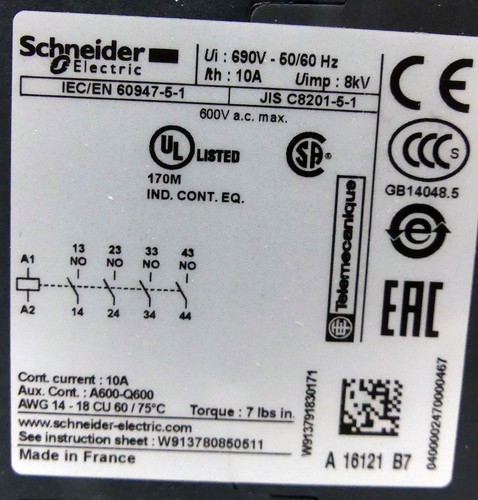 Schneider
Electric
Ui : 690V - 50/60 Hz
Ith : 10A Uimp : 8kV
IEC/EN 60947-5-1
JIS C8201-5-1
600V a.c. max.
CE
UL LISTED
170M
IND. CONT. EQ.
SA
CCC S
GB14048.5
e
EAC
Telemecanique
13 23 33 43
NO NO NO NO
A1
A2
14 24 34 44
Cont. current : 10A
Aux. Cont. : A600-Q600
AWG 14 - 18 CU 60 / 75°C Torque : 7 lbs in.
www.schneider-electric.com
See instruction sheet : W913780850511
Made in France
W913791830171
A 16121 B7
04000024700000467